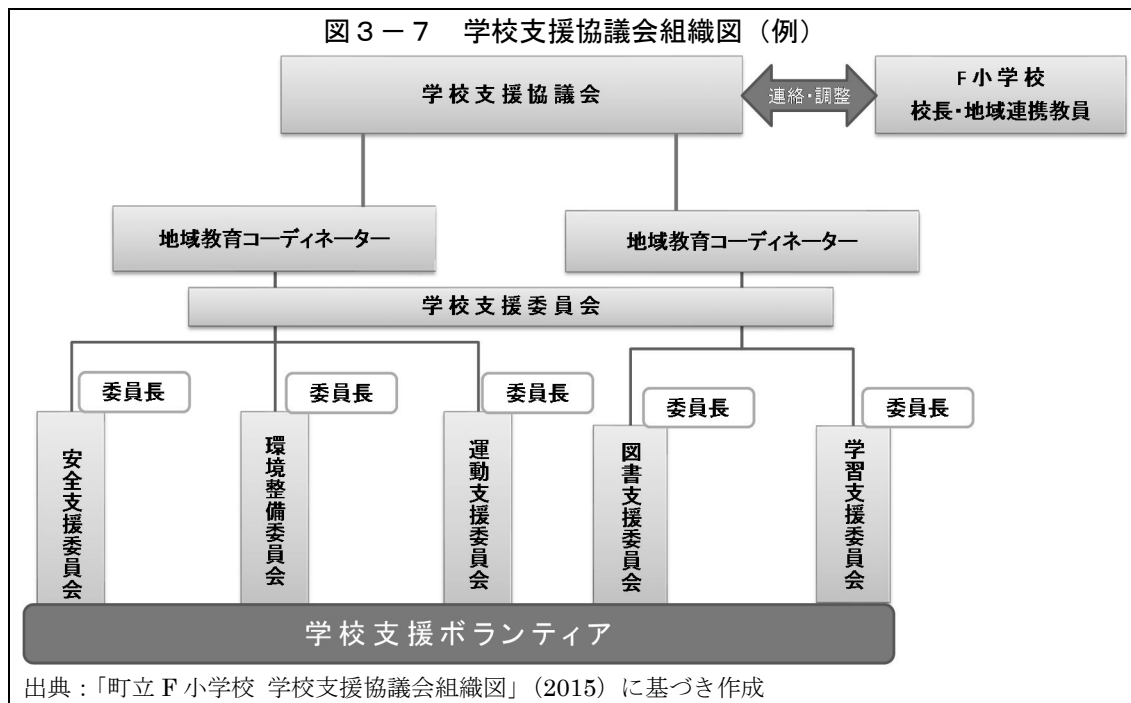 図3-7 学校支援協議会組織図(例)
学校支援協議会
連絡・調整
F小学校
校長・地域連携教員
地域教育コーディネーター
地域教育コーディネーター
学校支援委員会
委員長
委員長
委員長
委員長
委員長
安全支援委員会
環境整備委員会
運動支援委員会
図書支援委員会
学習支援委員会
学校支援ボランティア
出典:「町立F小学校 学校支援協議会組織図」(2015)に基づき作成